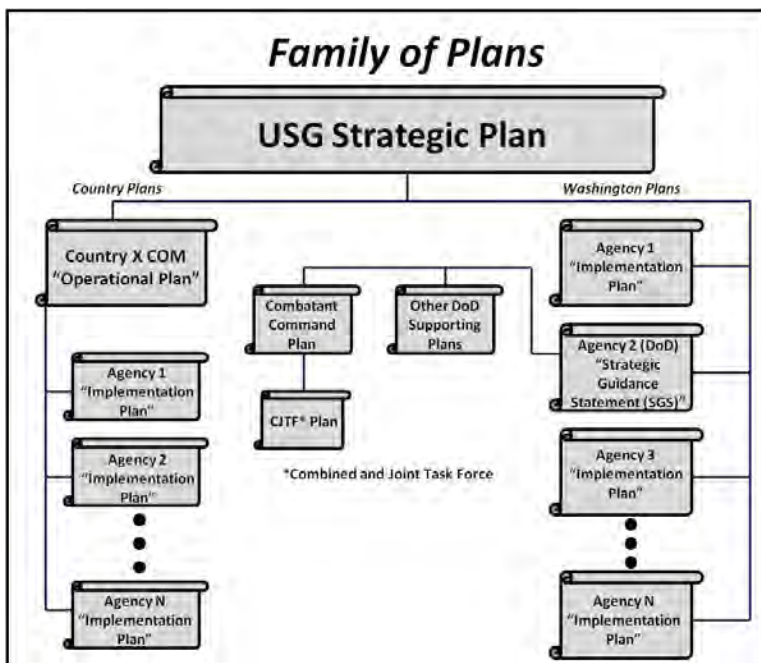 Family of Plans
USG Strategic Plan
Country Plans
Washington Plans
Country X COM
“Operational Plan”
Agency 1
“Implementation
Plan”
Agency 2
“Implementation
Plan”
Agency N
“Implementation
Plan”
Combatant
Command
Plan
Other DoD
Supporting
Plans
CJTF* Plan
*Combined and Joint Task Force
Agency 1
“Implementation
Plan”
Agency 2 (DoD)
“Strategic
Guidance
Statement (SGS)”
Agency 3
“Implementation
Plan”
Agency N
“Implementation
Plan”